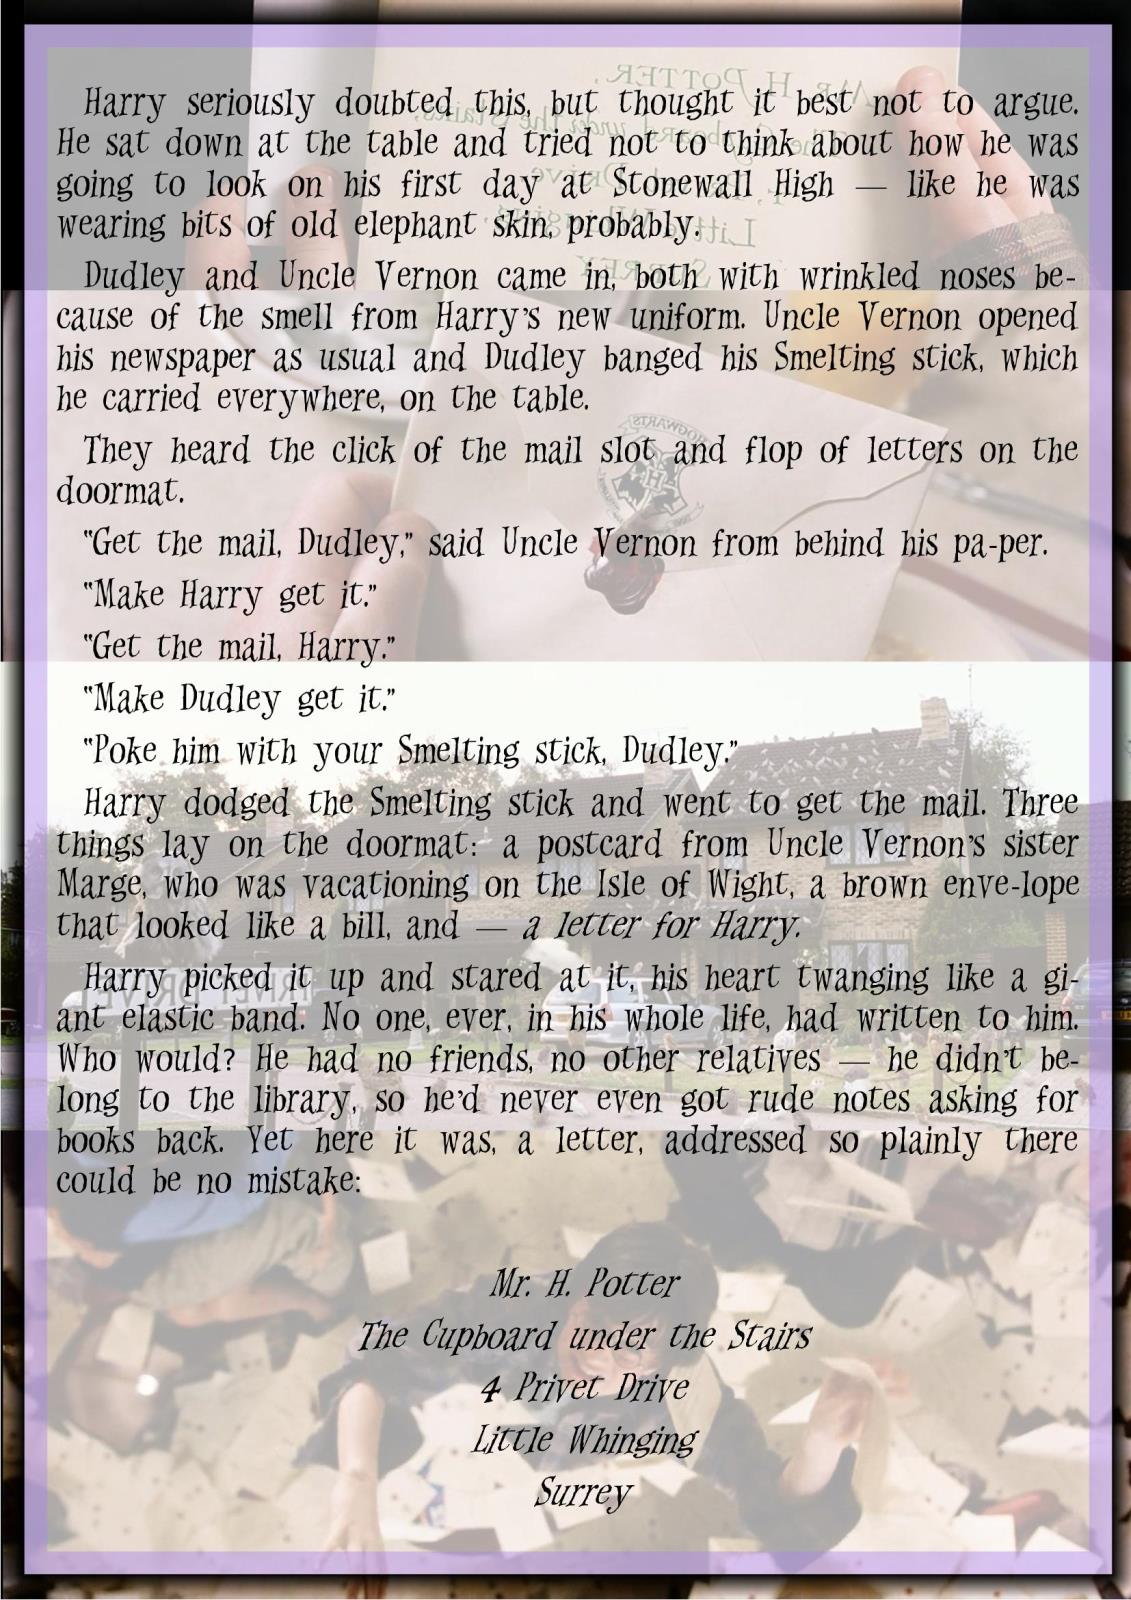 Harry seriously doubted this, but thought it best not to argue.
He sat down at the table and tried not to think about how he was
going to look on his first day at Stonewall High — like he was
wearing bits of old elephant skin, probably.
Dudley and Uncle Vernon came in, both with wrinkled noses be-
cause of the smell from Harry's new uniform. Uncle Vernon opened
his newspaper as usual and Dudley banged his Smelting stick, which
he carried everywhere, on the table.
They heard the click of the mail slot and flop of letters on the
doormat.
"Get the mail, Dudley," said Uncle Vernon from behind his pa-per.
"Make Harry get it."
"Get the mail, Harry."
"Make Dudley get it."
"Poke him with your Smelting stick, Dudley."
Harry dodged the Smelting stick and went to get the mail. Three
things lay on the doormat: a postcard from Uncle Vernon's sister
Marge, who was vacationing on the Isle of Wight, a brown enve-lope
that looked like a bill, and — a letter for Harry.
Harry picked it up and stared at it, his heart twanging like a gi-
ant elastic band. No one, ever, in his whole life, had written to him.
Who would? He had no friends, no other relatives — he didn't be-
long to the library, so he'd never even got rude notes asking for
books back. Yet here it was, a letter, addressed so plainly there
could be no mistake:
Mr. H. Potter
The Cupboard under the Stairs
4 Privet Drive
Little Whinging
Surrey